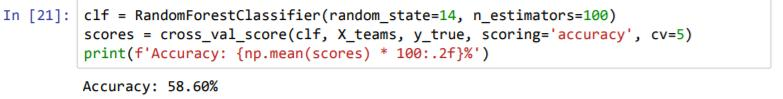 In [21]: clf = RandomForestClassifier(random_state=14, n_estimators=100)
scores = cross_val_score(clf, X_teams, y_true, scoring='accuracy', cv=5)
print(f'Accuracy: {np.mean(scores) * 100:.2f}%')
Accuracy: 58.60%